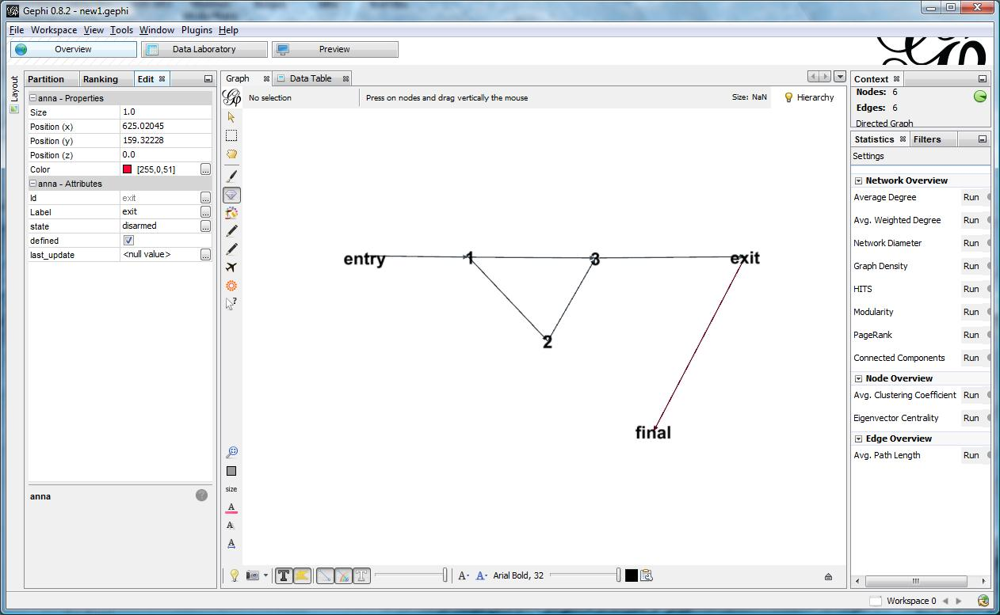 Gephi 0.8.2 - new1.gephi
File Workspace View Tools Window Plugins Help
Overview Data Laboratory Preview
Layout
Partition Ranking Edit
anna - Properties
Size 1.0
Position (x) 625.02045
Position (y) 159.32228
Position (z) 0.0
Color [255,0,51] ...
anna - Attributes
Id exit ...
Label exit ...
state disarmed ...
defined
last_update <null value> ...
anna
Graph Data Table
No selection Press on nodes and drag vertically the mouse Size: NaN Hierarchy
entry 1 3 exit
2
final
size
Arial Bold, 32
Context
Nodes: 6
Edges: 6
Directed Graph
Statistics Filters
Settings
Network Overview
Average Degree Run
Avg. Weighted Degree Run
Network Diameter Run
Graph Density Run
HITS Run
Modularity Run
PageRank Run
Connected Components Run
Node Overview
Avg. Clustering Coefficient Run
Eigenvector Centrality Run
Edge Overview
Avg. Path Length Run
Workspace 0